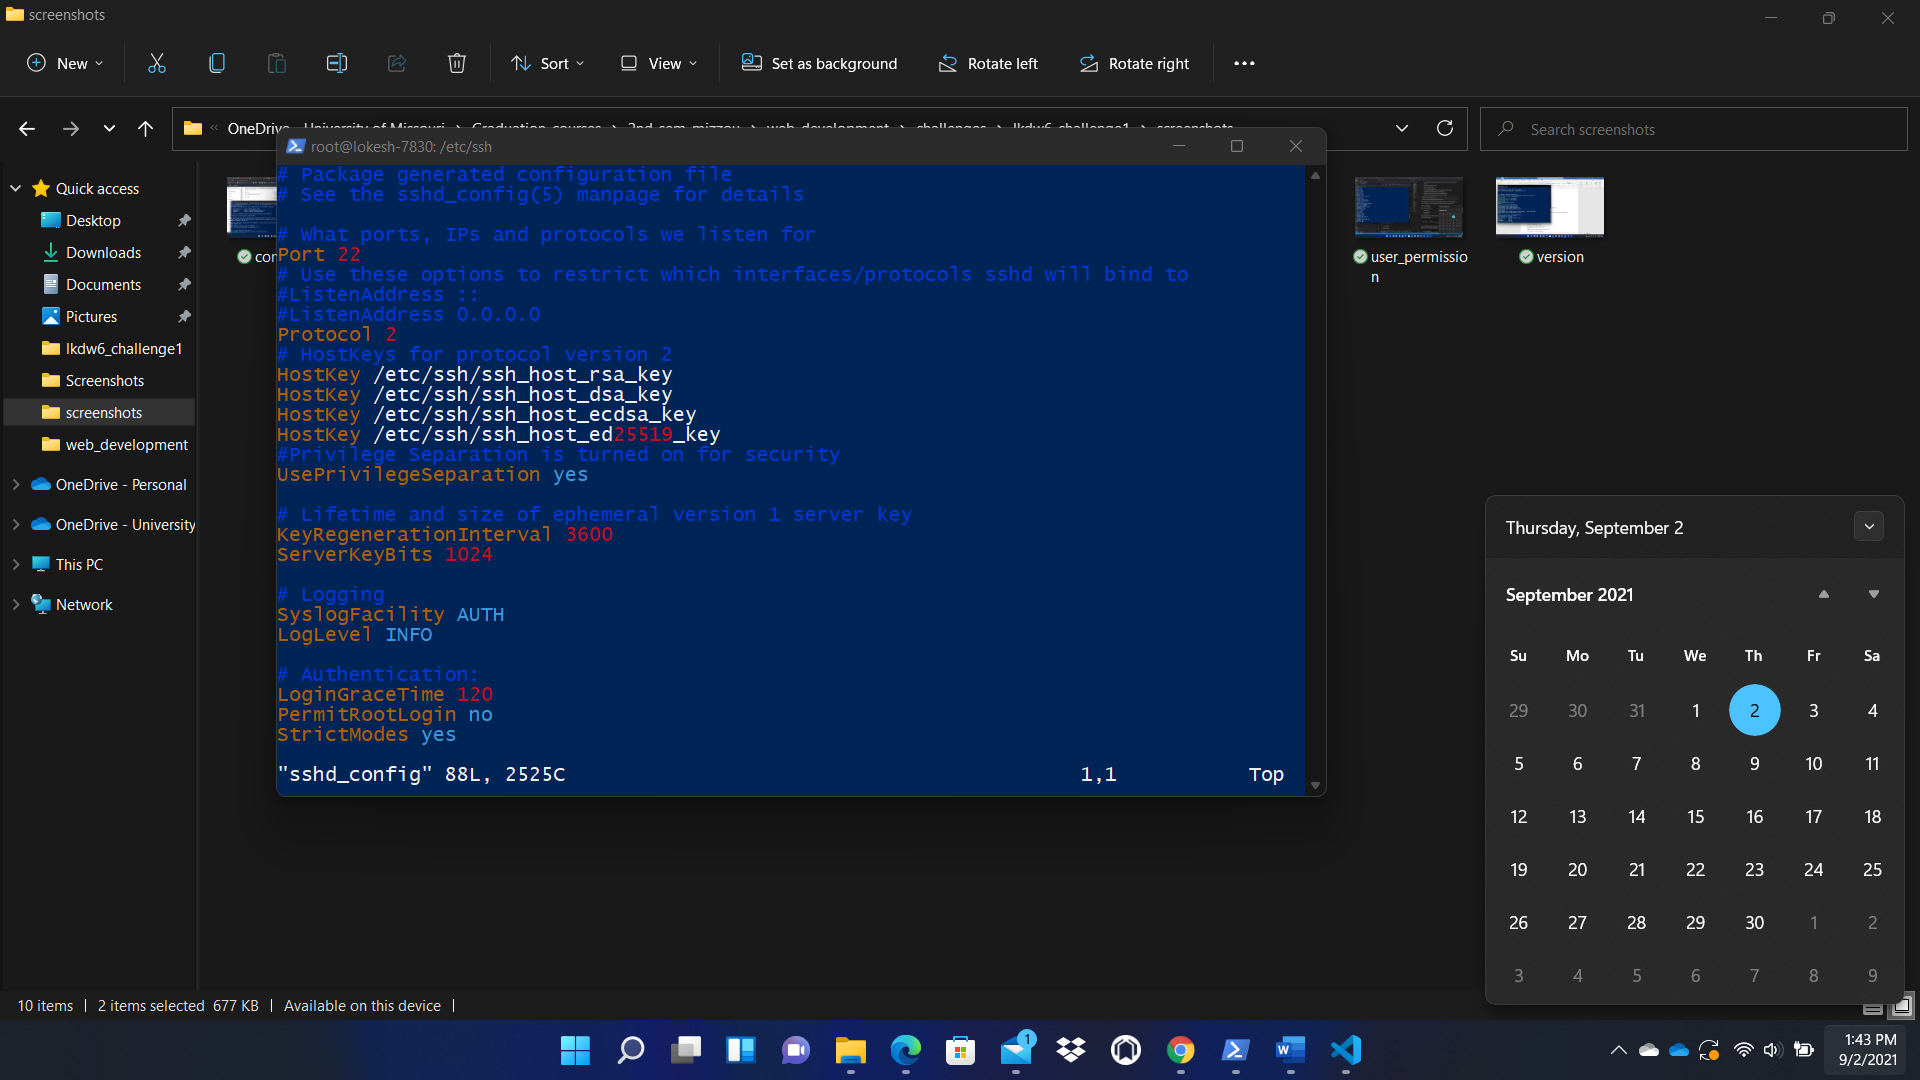 screenshots
New
Sort
View
Set as background
Rotate left
Rotate right
OneDrive - University of Missouri > Graduation_courses > 2nd_sem_mizzou > web_development > challenges > lkdw6_challenge1 > screenshots
Search screenshots
root@lokesh-7830: /etc/ssh
Quick access
Desktop
Downloads
Documents
Pictures
lkdw6_challenge1
Screenshots
screenshots
web_development
OneDrive - Personal
OneDrive - University
This PC
Network
con
# Package generated configuration file
# See the sshd_config(5) manpage for details
# What ports, IPs and protocols we listen for
Port 22
# Use these options to restrict which interfaces/protocols sshd will bind to
#ListenAddress ::
#ListenAddress 0.0.0.0
Protocol 2
# HostKeys for protocol version 2
HostKey /etc/ssh/ssh_host_rsa_key
HostKey /etc/ssh/ssh_host_dsa_key
HostKey /etc/ssh/ssh_host_ecdsa_key
HostKey /etc/ssh/ssh_host_ed25519_key
#Privilege Separation is turned on for security
UsePrivilegeSeparation yes
# Lifetime and size of ephemeral version 1 server key
KeyRegenerationInterval 3600
ServerKeyBits 1024
# Logging
SyslogFacility AUTH
LogLevel INFO
# Authentication:
LoginGraceTime 120
PermitRootLogin no
StrictModes yes
"sshd_config" 88L, 2525C 1,1 Top
user_permissio
n
version
Thursday, September 2
September 2021
Su Mo Tu We Th Fr Sa
29 30 31 1 2 3 4
5 6 7 8 9 10 11
12 13 14 15 16 17 18
19 20 21 22 23 24 25
26 27 28 29 30 1 2
3 4 5 6 7 8 9
10 items | 2 items selected 677 KB | Available on this device |
1
1:43 PM
9/2/2021